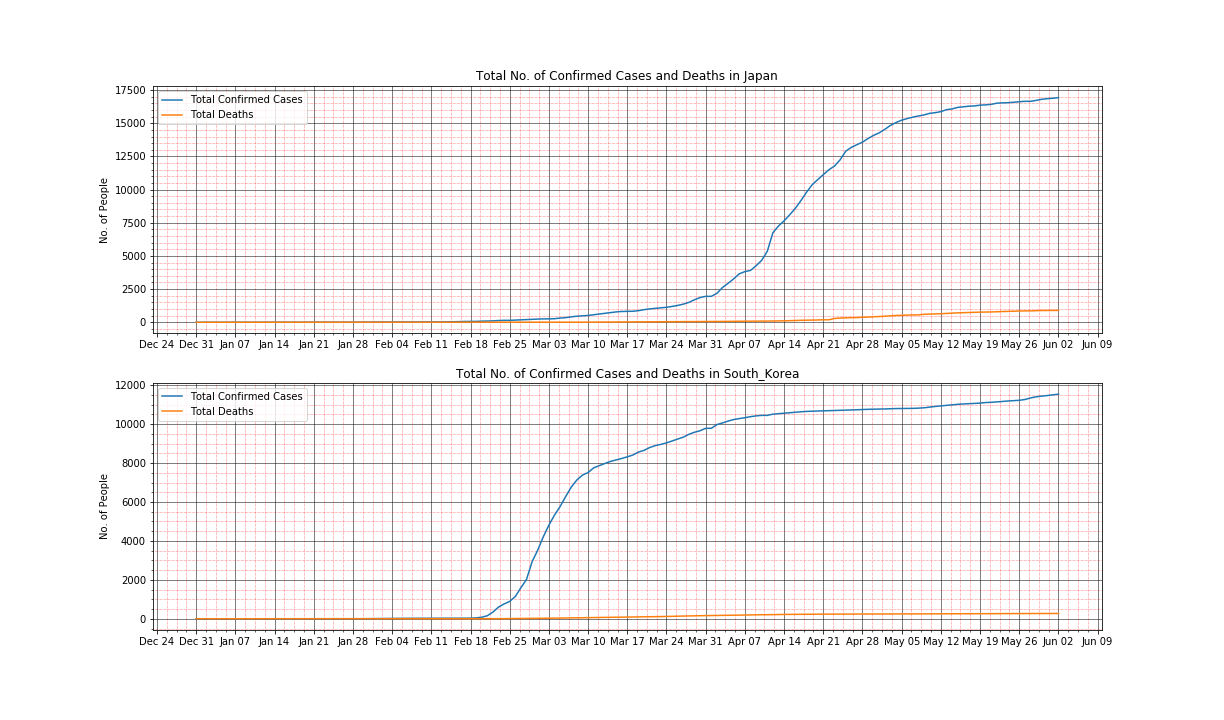 Total No. of Confirmed Cases and Deaths in Japan
17500
15000
12500
10000
7500
5000
2500
0
No. of People
Total Confirmed Cases
Total Deaths
Dec 24 Dec 31 Jan 07 Jan 14 Jan 21 Jan 28 Feb 04 Feb 11 Feb 18 Feb 25 Mar 03 Mar 10 Mar 17 Mar 24 Mar 31 Apr 07 Apr 14 Apr 21 Apr 28 May 05 May 12 May 19 May 26 Jun 02 Jun 09
Total No. of Confirmed Cases and Deaths in South_Korea
12000
10000
8000
6000
4000
2000
0
No. of People
Total Confirmed Cases
Total Deaths
Dec 24 Dec 31 Jan 07 Jan 14 Jan 21 Jan 28 Feb 04 Feb 11 Feb 18 Feb 25 Mar 03 Mar 10 Mar 17 Mar 24 Mar 31 Apr 07 Apr 14 Apr 21 Apr 28 May 05 May 12 May 19 May 26 Jun 02 Jun 09